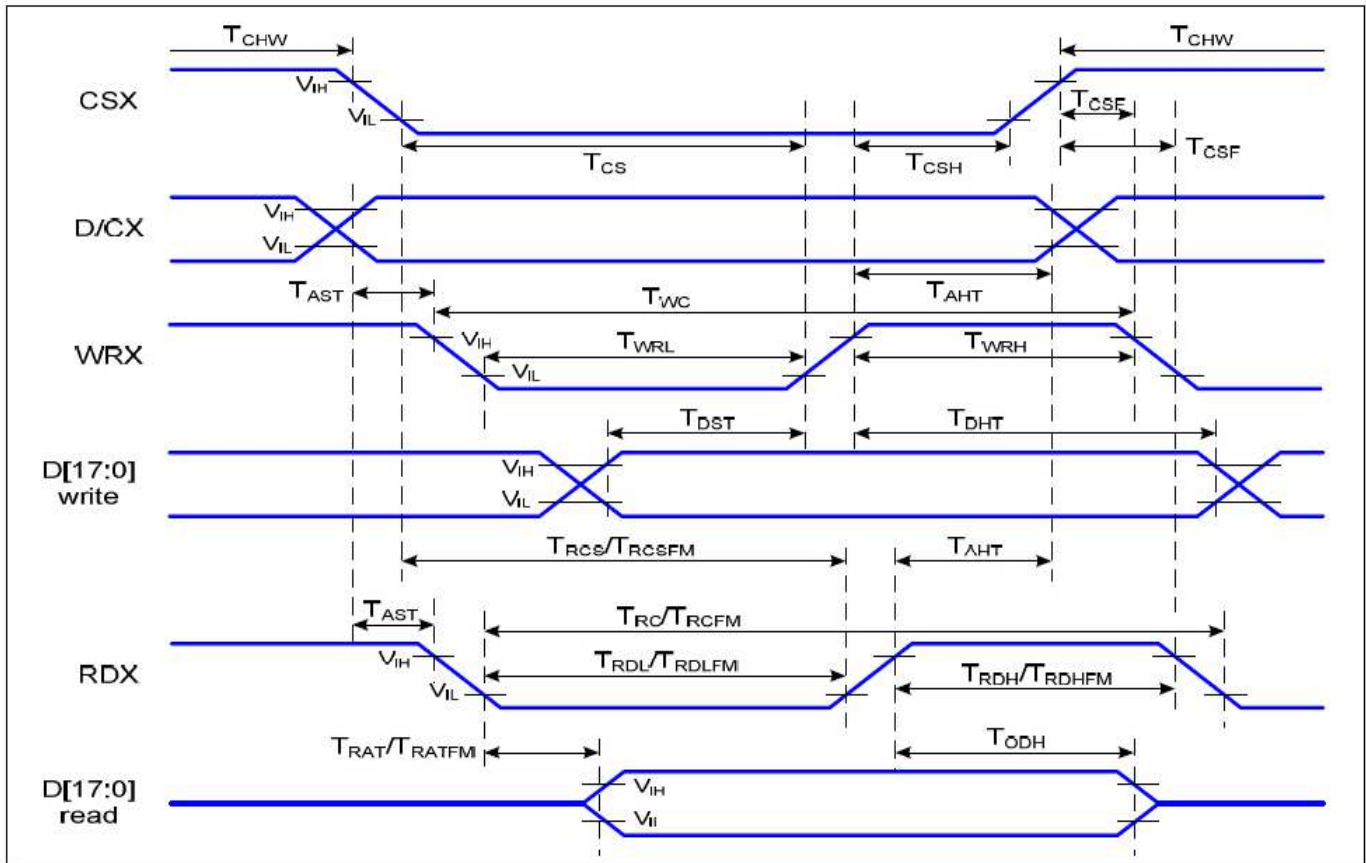 TCHW TCHW
CSX
VIH
VIL
TCSF
TCS TCSH TCSF
D/CX
VIH
VIL
TAST TWC TAHT
WRX
VIH
VIL
TWRL TWRH
TDST TDHT
D[17:0]
write
VIH
VIL
TRCS/TRCSFM TAHT
TAST TRC/TRCFM
RDX
VIH
VIL
TRDL/TRDLFM TRDH/TRDHFM
TRAT/TRATFM TODH
D[17:0]
read
VIH
VIL